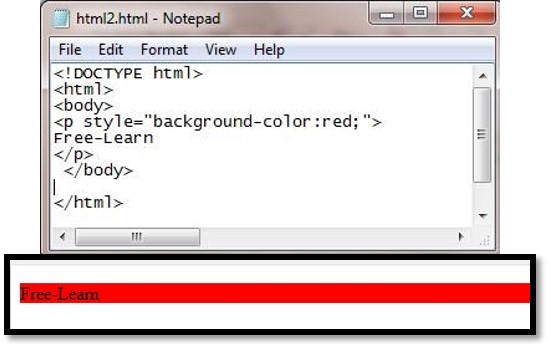 html2.html - Notepad
File Edit Format View Help
<!DOCTYPE html>
<html>
<body>
<p style="background-color:red;">
Free-Learn
</p>
 </body>

</html>
Free-Learn